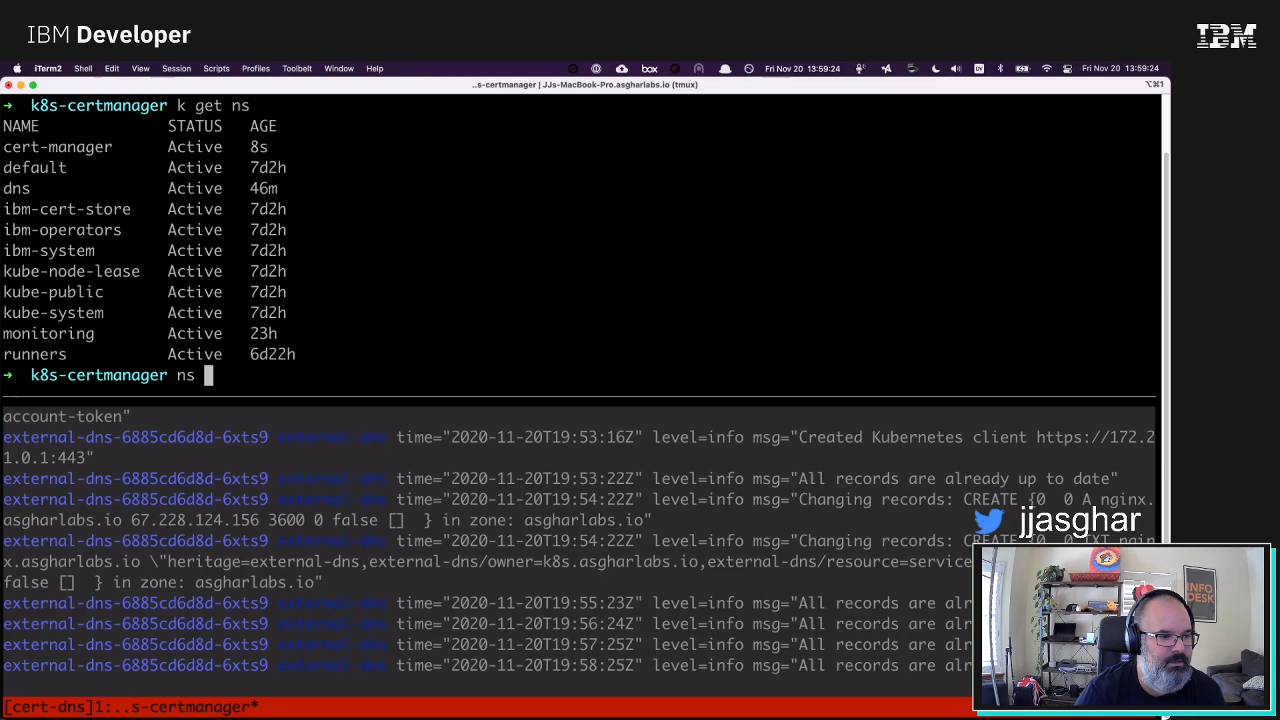 IBM Developer
IBM
iTerm2 Shell Edit View Session Scripts Profiles Toolbelt Window Help box Fri Nov 20 13:59:24 Fri Nov 20 13:59:24
..s-certmanager | JJs-MacBook-Pro.asgharlabs.io (tmux) ⌥⌘1
→ k8s-certmanager k get ns
NAME STATUS AGE
cert-manager Active 8s
default Active 7d2h
dns Active 46m
ibm-cert-store Active 7d2h
ibm-operators Active 7d2h
ibm-system Active 7d2h
kube-node-lease Active 7d2h
kube-public Active 7d2h
kube-system Active 7d2h
monitoring Active 23h
runners Active 6d22h
→ k8s-certmanager ns
account-token"
external-dns-6885cd6d8d-6xts9 external-dns time="2020-11-20T19:53:16Z" level=info msg="Created Kubernetes client https://172.2
1.0.1:443"
external-dns-6885cd6d8d-6xts9 external-dns time="2020-11-20T19:53:22Z" level=info msg="All records are already up to date"
external-dns-6885cd6d8d-6xts9 external-dns time="2020-11-20T19:54:22Z" level=info msg="Changing records: CREATE {0 0 A nginx.
asgharlabs.io 67.228.124.156 3600 0 false [] } in zone: asgharlabs.io"
external-dns-6885cd6d8d-6xts9 external-dns time="2020-11-20T19:54:22Z" level=info msg="Changing records: CREATE {0 0 TXT ngin
x.asgharlabs.io \"heritage=external-dns,external-dns/owner=k8s.asgharlabs.io,external-dns/resource=service
false [] } in zone: asgharlabs.io"
external-dns-6885cd6d8d-6xts9 external-dns time="2020-11-20T19:55:23Z" level=info msg="All records are alr
external-dns-6885cd6d8d-6xts9 external-dns time="2020-11-20T19:56:24Z" level=info msg="All records are alr
external-dns-6885cd6d8d-6xts9 external-dns time="2020-11-20T19:57:25Z" level=info msg="All records are alr
external-dns-6885cd6d8d-6xts9 external-dns time="2020-11-20T19:58:25Z" level=info msg="All records are alr
jjasghar
INFO
DESK
[cert-dns]1:..s-certmanager*